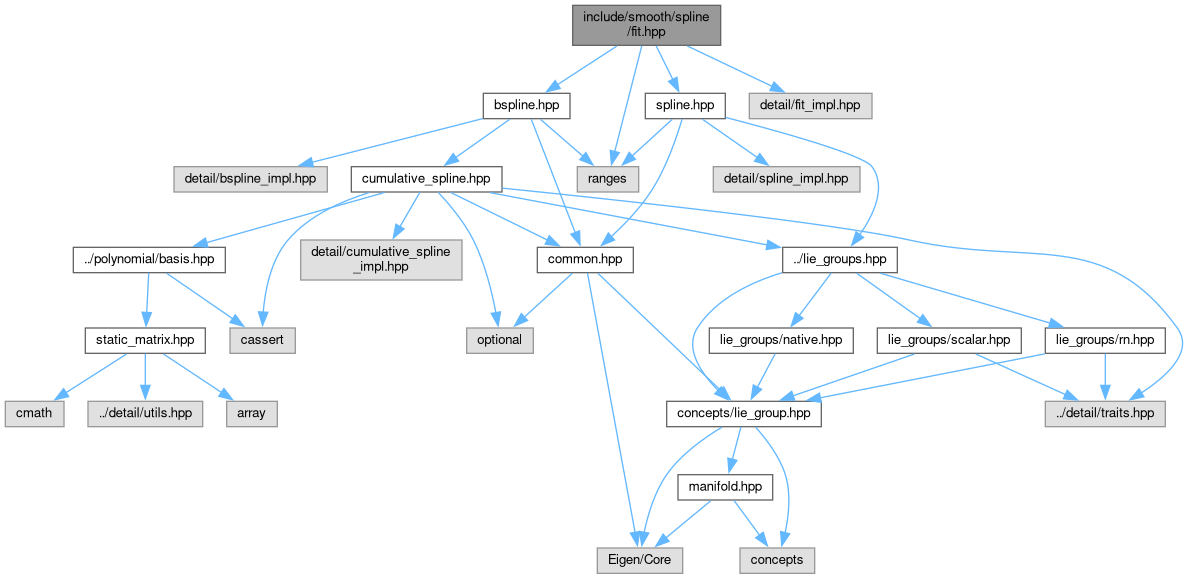 include/smooth/spline
/fit.hpp
bspline.hpp
spline.hpp
detail/fit_impl.hpp
detail/bspline_impl.hpp
cumulative_spline.hpp
ranges
detail/spline_impl.hpp
../polynomial/basis.hpp
detail/cumulative_spline
_impl.hpp
common.hpp
../lie_groups.hpp
static_matrix.hpp
cassert
optional
lie_groups/native.hpp
lie_groups/scalar.hpp
lie_groups/rn.hpp
cmath
../detail/utils.hpp
array
concepts/lie_group.hpp
../detail/traits.hpp
manifold.hpp
Eigen/Core
concepts